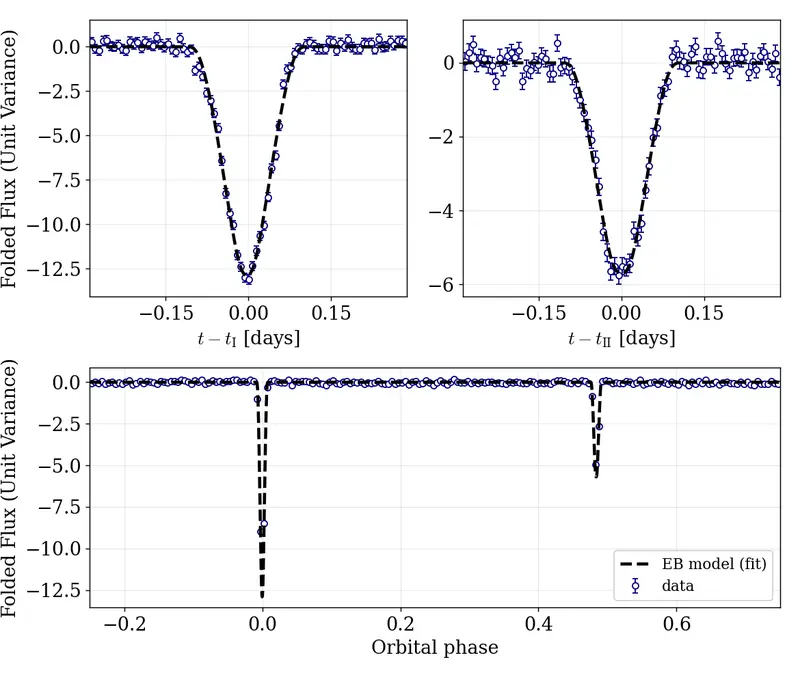 Folded Flux (Unit Variance)
0.0
−2.5
−5.0
−7.5
−10.0
−12.5
−0.15 0.00 0.15
t − tI [days]
0
−2
−4
−6
−0.15 0.00 0.15
t − tII [days]
Folded Flux (Unit Variance)
0.0
−2.5
−5.0
−7.5
−10.0
−12.5
−0.2 0.0 0.2 0.4 0.6
Orbital phase
EB model (fit)
data